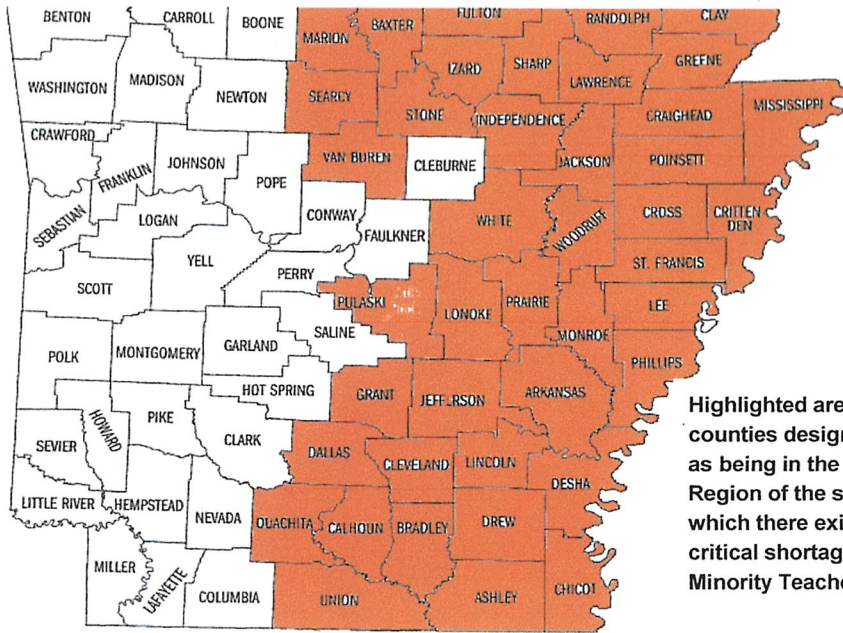 BENTON
CARROLL
BOONE
MARION
BAXTER
FULTON
RANDOLPH
CLAY
WASHINGTON
MADISON
NEWTON
SEARCY
IZARD
SHARP
LAWRENCE
GREENE
STONE
INDEPENDENCE
CRAIGHEAD
MISSISSIPPI
CRAWFORD
FRANKLIN
JOHNSON
POPE
VAN BUREN
CLEBURNE
JACKSON
POINSETT
SEBASTIAN
LOGAN
CONWAY
FAULKNER
WHITE
WOODRUFF
CROSS
CRITTEN
DEN
YELL
SCOTT
PERRY
ST. FRANCIS
PULASKI
LONOKE
PRAIRIE
LEE
POLK
MONTGOMERY
GARLAND
SALINE
MONROE
PHILLIPS
HOT SPRING
GRANT
JEFFERSON
ARKANSAS
HOWARD
PIKE
CLARK
SEVIER
DALLAS
CLEVELAND
LINCOLN
DESHA
LITTLE RIVER
HEMPSTEAD
NEVADA
OUACHITA
CALHOUN
BRADLEY
DREW
MILLER
LAFAYETTE
COLUMBIA
UNION
ASHLEY
CHICOT
Highlighted are
counties design
as being in the
Region of the s
which there exi
critical shortag
Minority Teache